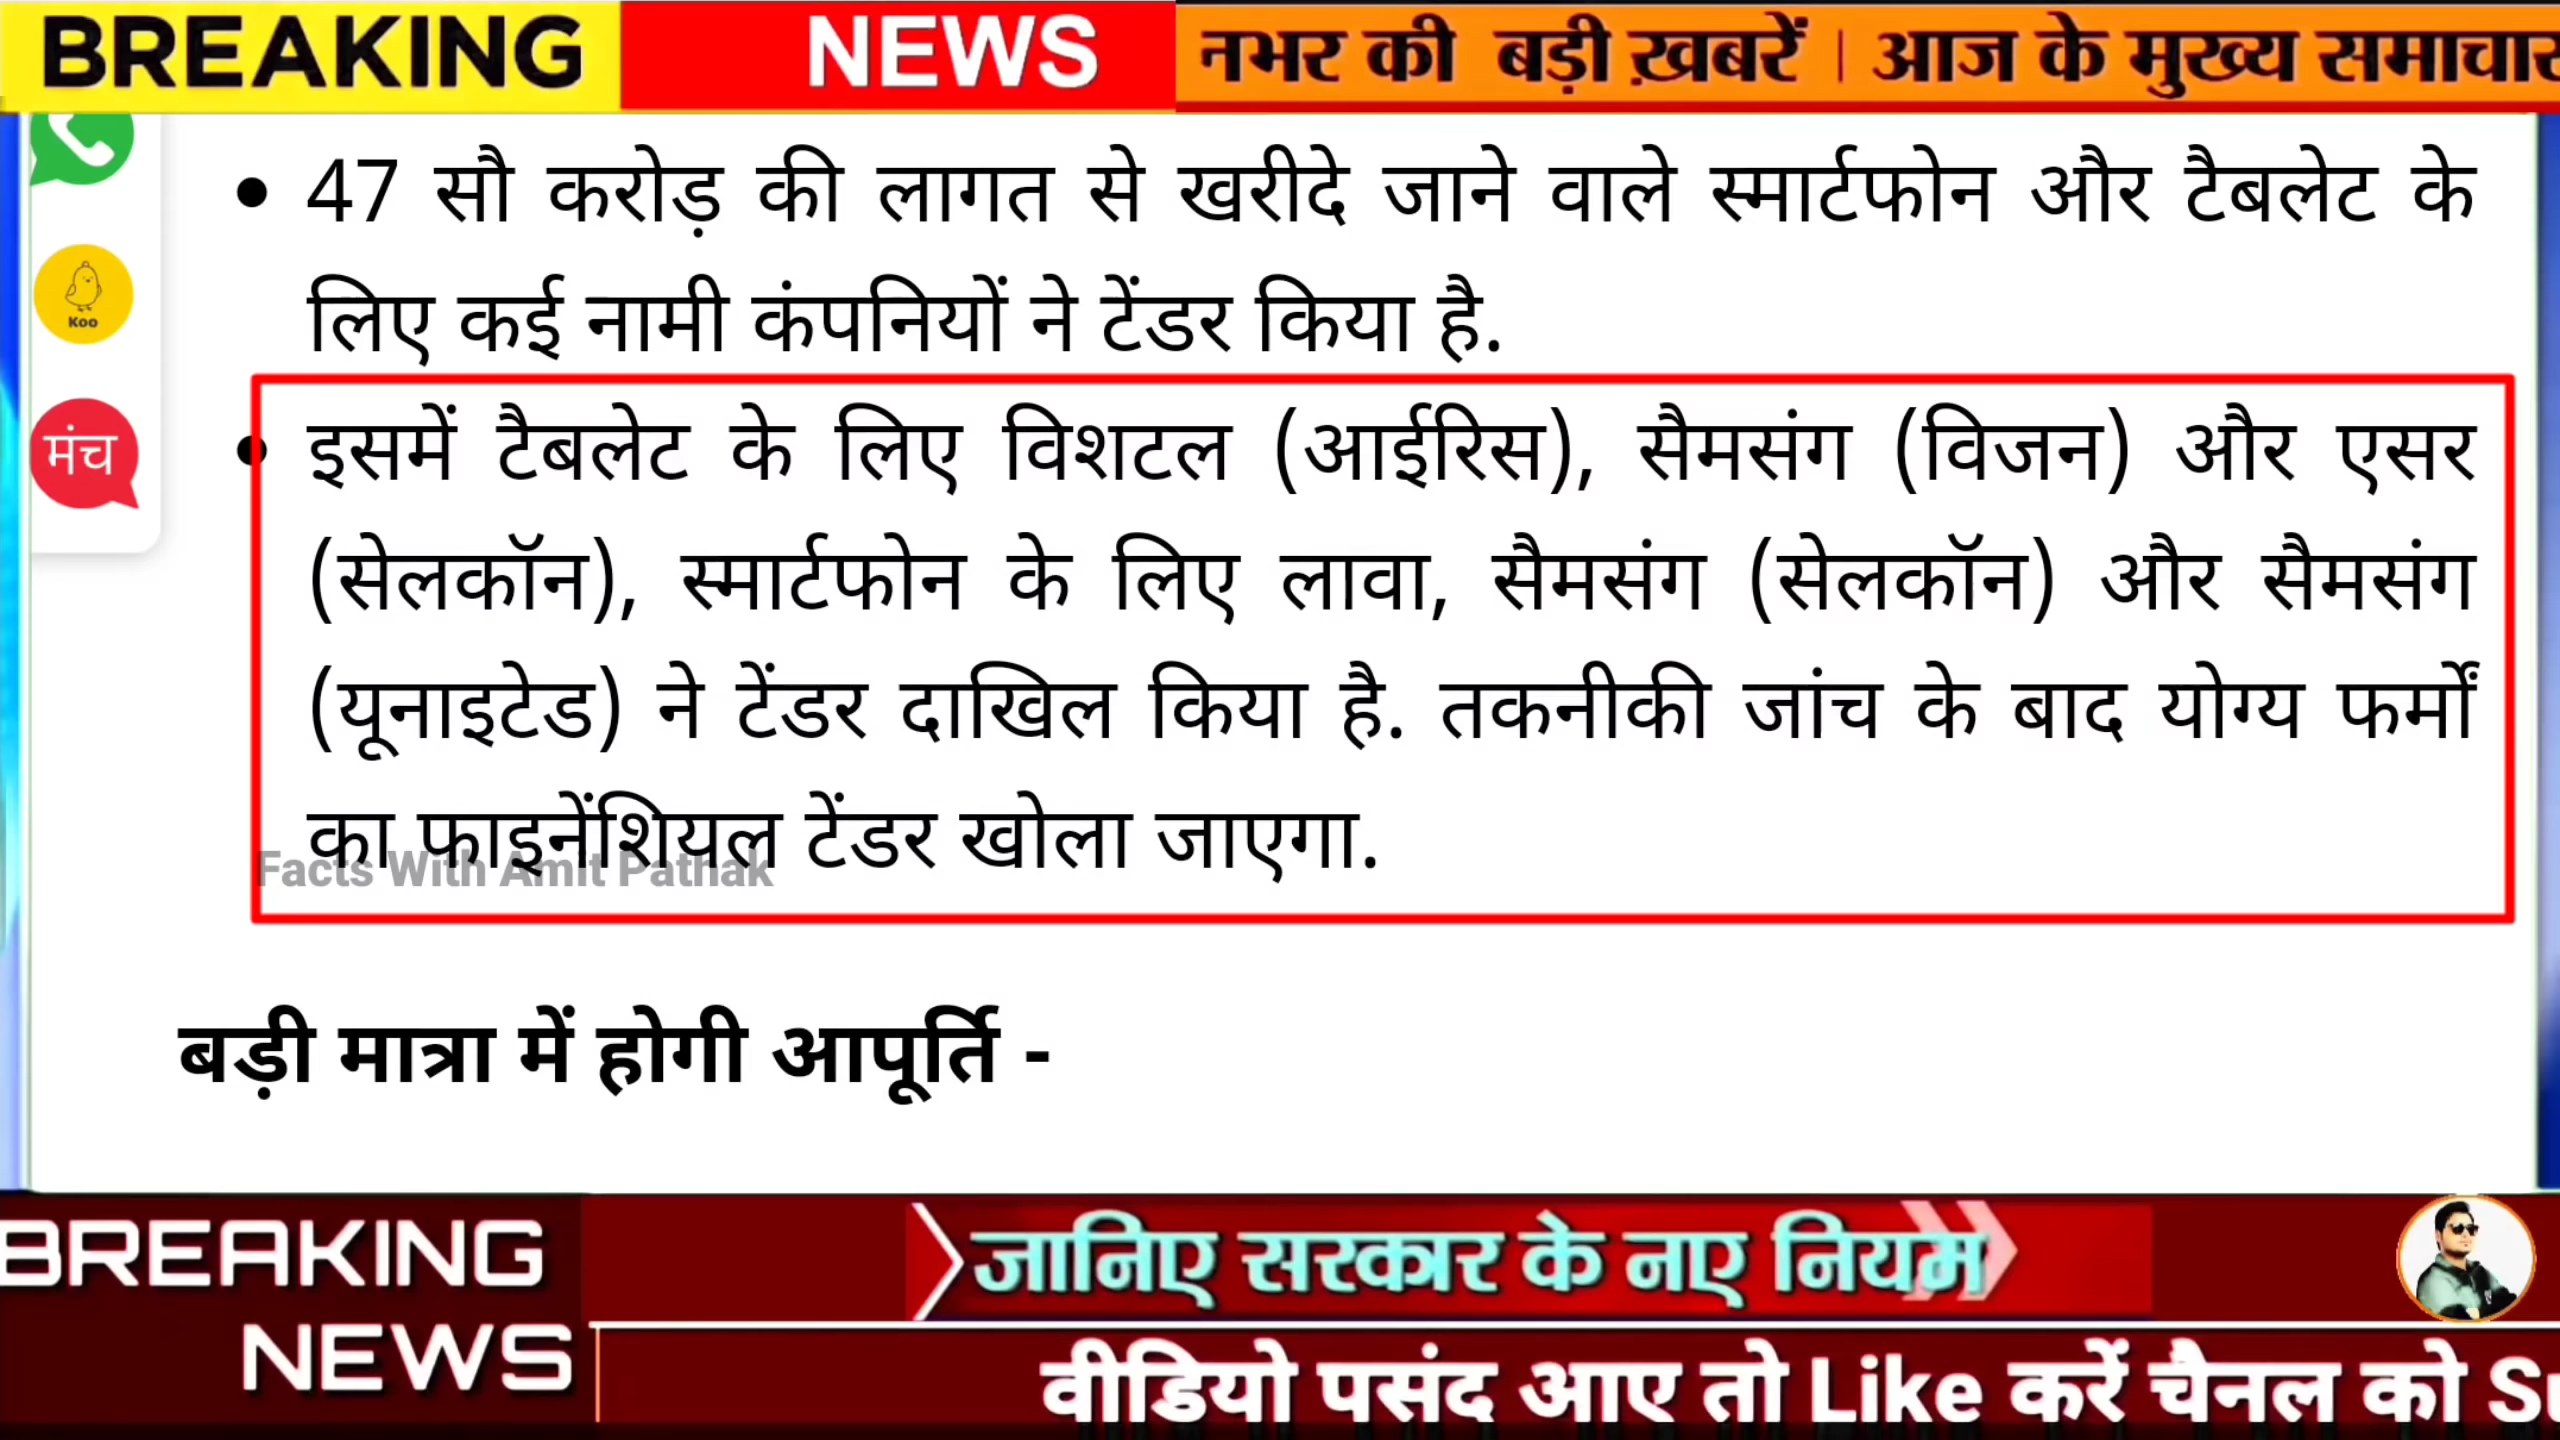 BREAKING NEWS नभर की बड़ी ख़बरें | आज के मुख्य समाचार
• 47 सौ करोड़ की लागत से खरीदे जाने वाले स्मार्टफोन और टैबलेट के
Koo
लिए कई नामी कंपनियों ने टेंडर किया है.
मंच
• इसमें टैबलेट के लिए विशटल (आईरिस), सैमसंग (विजन) और एसर
(सेलकॉन), स्मार्टफोन के लिए लावा, सैमसंग (सेलकॉन) और सैमसंग
(यूनाइटेड) ने टेंडर दाखिल किया है. तकनीकी जांच के बाद योग्य फर्मों
का फाइनेंशियल टेंडर खोला जाएगा.
Facts With Amit Pathak
बड़ी मात्रा में होगी आपूर्ति -
BREAKING
NEWS
जानिए सरकार के नए नियम
वीडियो पसंद आए तो Like करें चैनल को